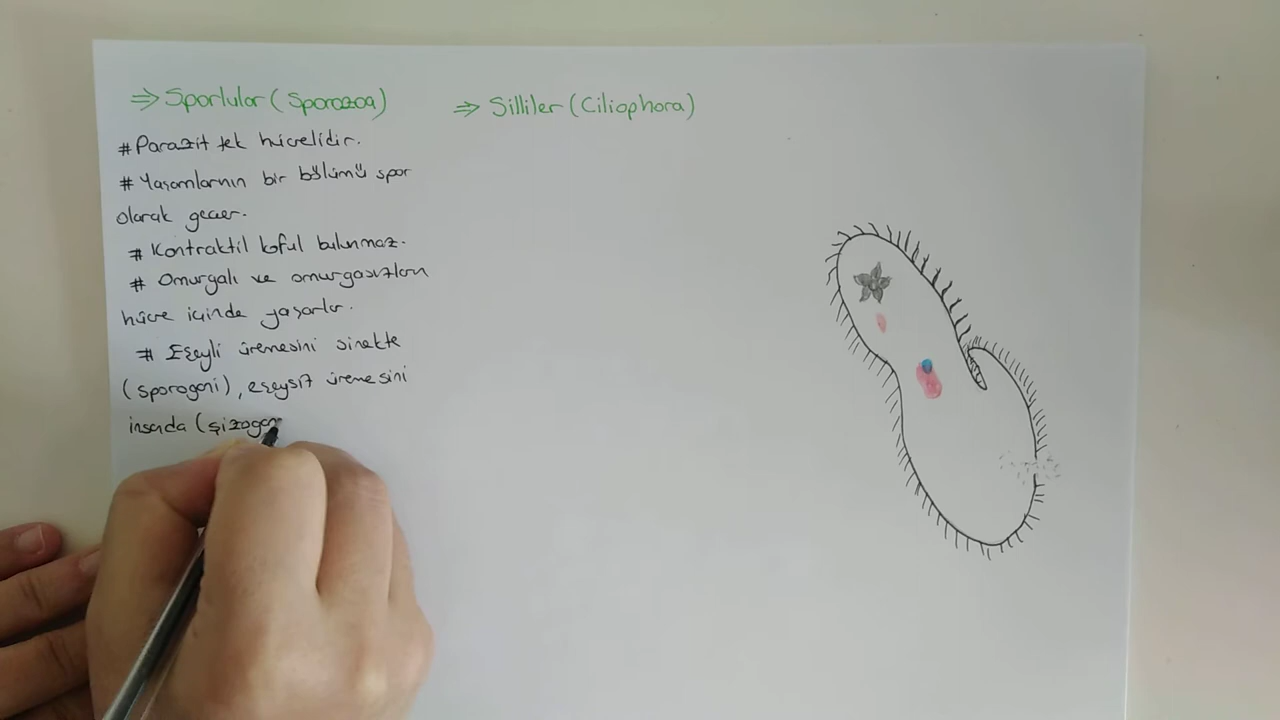 ⇒ Sporlular (Sporozoa)
# Parazit tek hücrelidir.
# Yaşamlarının bir bölümü spor
olarak geçer.
# Kontraktil koful bulunmaz.
# Omurgalı ve omurgasızların
hücre içinde yaşarlar.
# Eşeyli üremesini sinekte
(sporogoni), eşeysiz üremesini
insanda (şizogon
⇒ Silliler (Ciliophora)